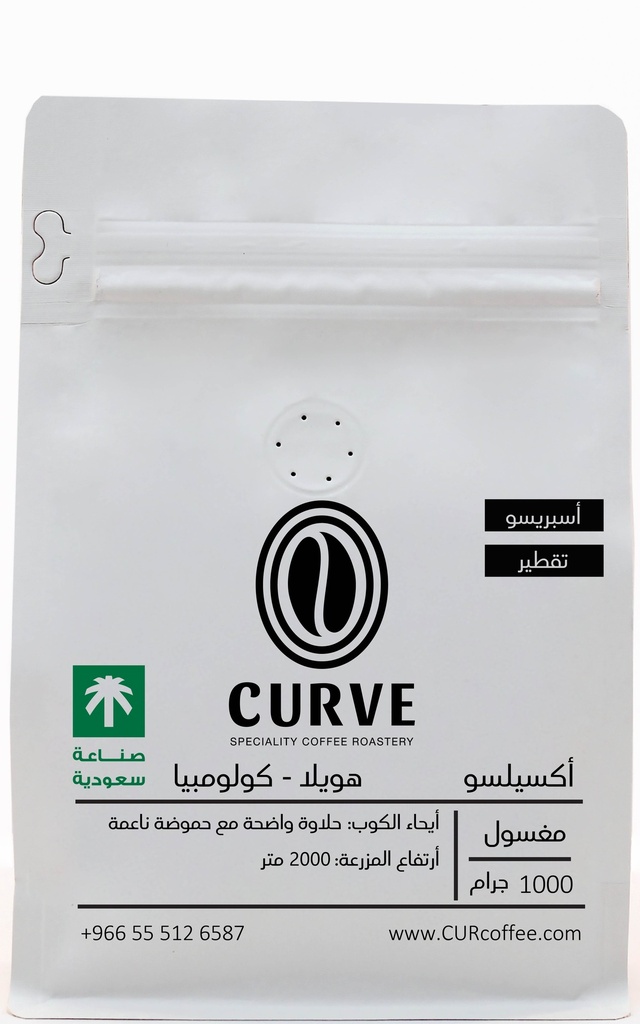 أسبريسو
تقطير
CURVE
SPECIALITY COFFEE ROASTERY
صنـــاعة
سعودية
أكسيلسو
هويلا - كولومبيا
مغسول
1000 جرام
أيحاء الكوب: حلاوة واضحة مع حموضة ناعمة
أرتفاع المزرعة: 2000 متر
+966 55 512 6587
www.CURcoffee.com